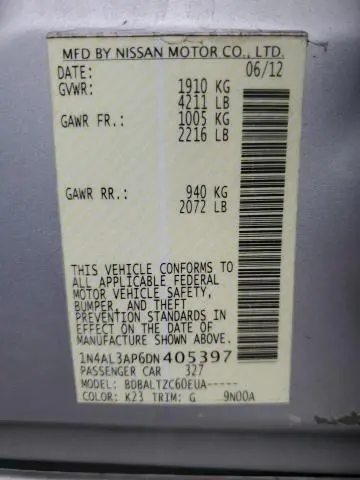 MFD BY NISSAN MOTOR CO., LTD.
DATE: 06/12
GVWR: 1910 KG
4211 LB
GAWR FR.: 1005 KG
2216 LB
GAWR RR.: 940 KG
2072 LB
THIS VEHICLE CONFORMS TO
ALL APPLICABLE FEDERAL
MOTOR VEHICLE SAFETY,
BUMPER, AND THEFT
PREVENTION STANDARDS
IN EFFECT ON THE DATE OF
MANUFACTURE SHOWN ABOVE.
1N4AL3AP6DN405397
PASSENGER CAR 327
MODEL: BDBALTZC60EUA-----
COLOR: K23 TRIM: G 9N00A